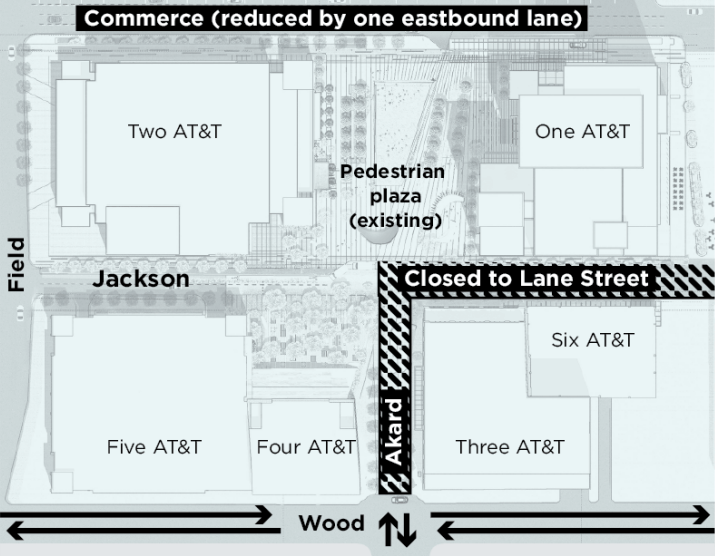 Commerce (reduced by one eastbound lane)
Two AT&T
One AT&T
Pedestrian
plaza
(existing)
Field
Jackson
Closed to Lane Street
Six AT&T
Five AT&T
Four AT&T
Akard
Three AT&T
Wood